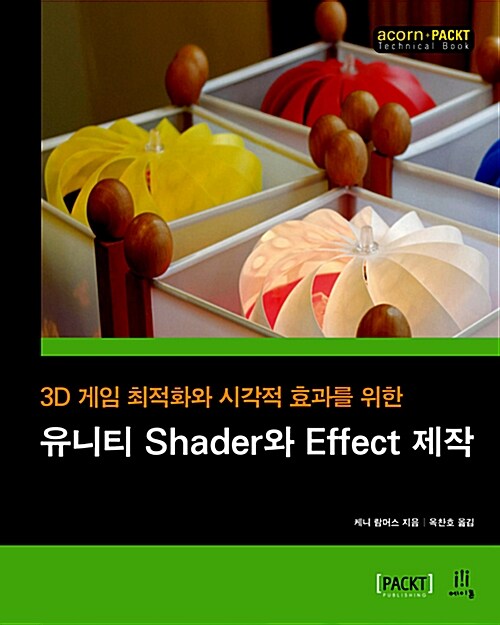 acorn+PACKT
Technical Book
3D 게임 최적화와 시각적 효과를 위한
유니티 Shader와 Effect 제작
케니 람머스 지음 | 옥찬호 옮김
[PACKT]
PUBLISHING
에이콘